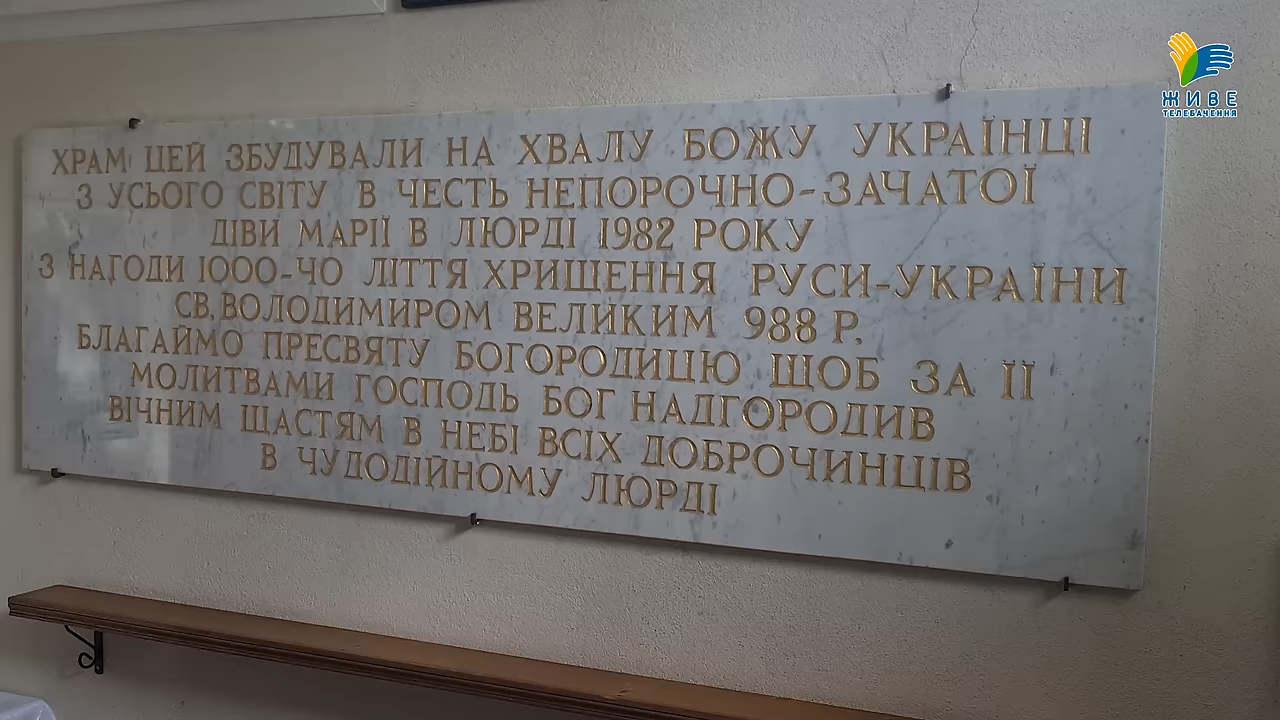 ЖИВЕ
ТЕЛЕБАЧЕННЯ
ХРАМ ЦЕЙ ЗБУДУВАЛИ НА ХВАЛУ БОЖУ УКРАЇНЦІ
З УСЬОГО СВІТУ В ЧЕСТЬ НЕПОРОЧНО-ЗАЧАТОЇ
ДІВИ МАРІЇ В ЛЮРДІ 1982 РОКУ
З НАГОДИ 1000-ЧО ЛІТТЯ ХРИЩЕННЯ РУСИ-УКРАЇНИ
СВ. ВОЛОДИМИРОМ ВЕЛИКИМ 988 Р.
БЛАГАЙМО ПРЕСВЯТУ БОГОРОДИЦЮ ЩОБ ЗА ЇЇ
МОЛИТВАМИ ГОСПОДЬ БОГ НАДГОРОДИВ
ВІЧНИМ ЩАСТЯМ В НЕБІ ВСІХ ДОБРОЧИНЦІВ
В ЧУДОДІЙНОМУ ЛЮРДІ